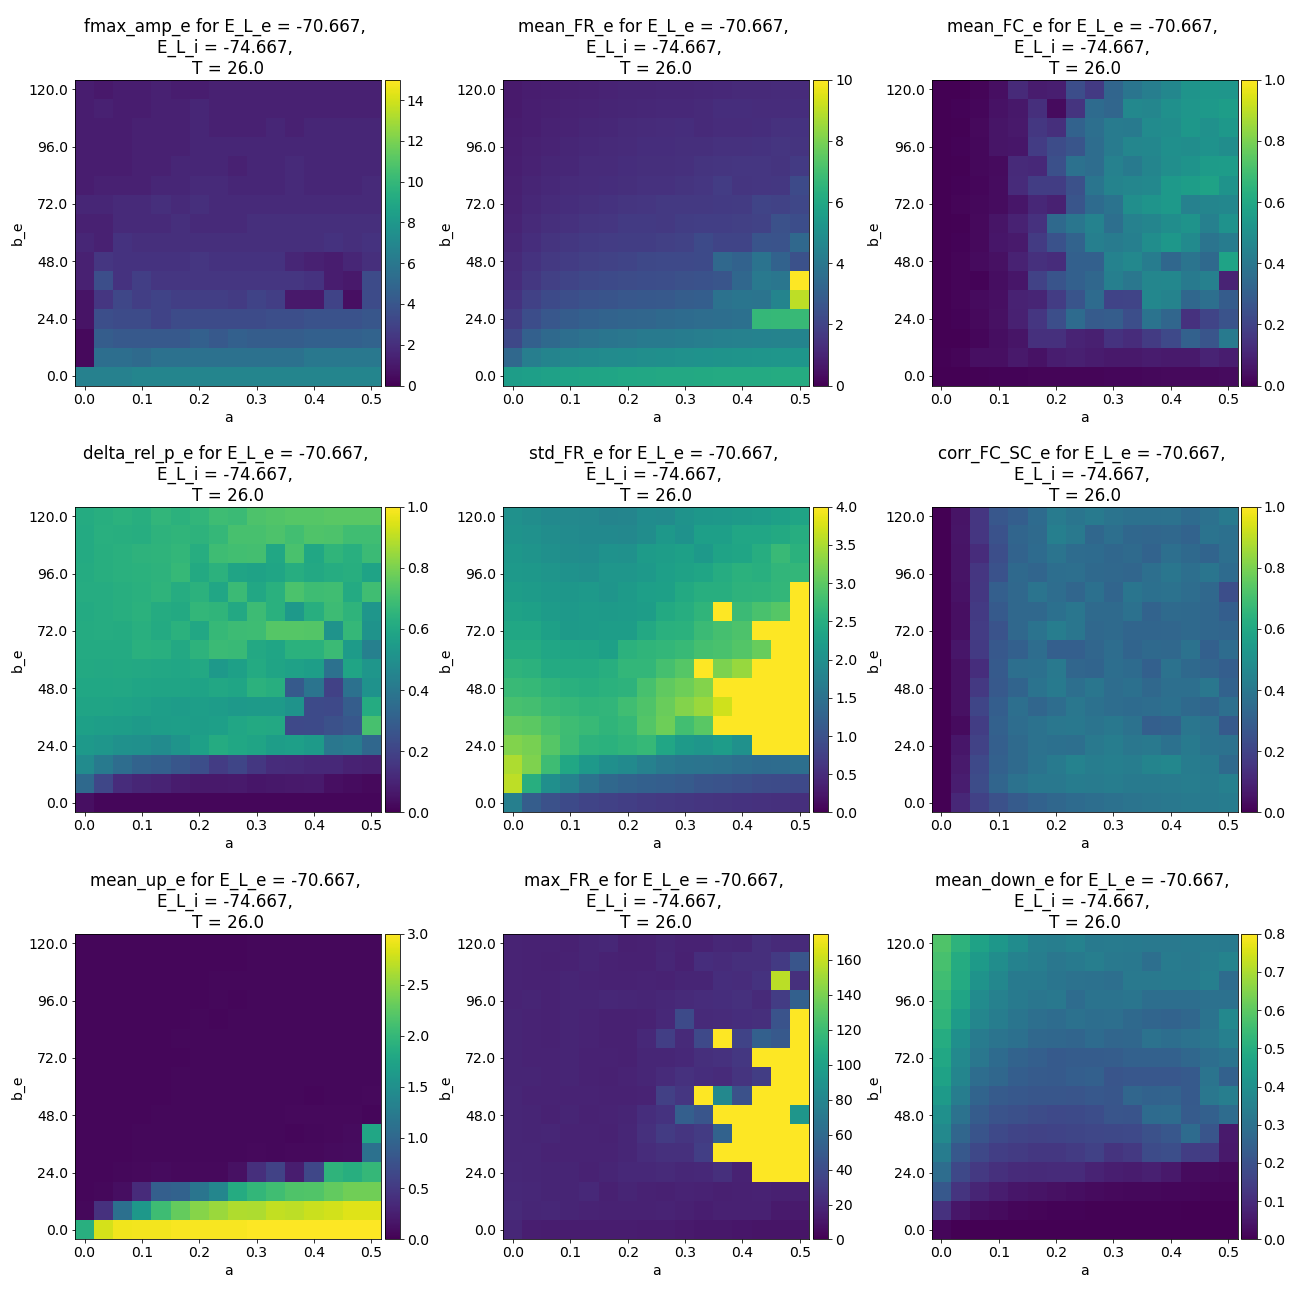 fmax_amp_e for E_L_e = -70.667,
E_L_i = -74.667,
T = 26.0
120.0
96.0
72.0
48.0
24.0
0.0
b_e
0.0 0.1 0.2 0.3 0.4 0.5
a
14
12
10
8
6
4
2
0
mean_FR_e for E_L_e = -70.667,
E_L_i = -74.667,
T = 26.0
120.0
96.0
72.0
48.0
24.0
0.0
b_e
0.0 0.1 0.2 0.3 0.4 0.5
a
10
8
6
4
2
0
mean_FC_e for E_L_e = -70.667,
E_L_i = -74.667,
T = 26.0
120.0
96.0
72.0
48.0
24.0
0.0
b_e
0.0 0.1 0.2 0.3 0.4 0.5
a
1.0
0.8
0.6
0.4
0.2
0.0
delta_rel_p_e for E_L_e = -70.667,
E_L_i = -74.667,
T = 26.0
120.0
96.0
72.0
48.0
24.0
0.0
b_e
0.0 0.1 0.2 0.3 0.4 0.5
a
1.0
0.8
0.6
0.4
0.2
0.0
std_FR_e for E_L_e = -70.667,
E_L_i = -74.667,
T = 26.0
120.0
96.0
72.0
48.0
24.0
0.0
b_e
0.0 0.1 0.2 0.3 0.4 0.5
a
4.0
3.5
3.0
2.5
2.0
1.5
1.0
0.5
0.0
corr_FC_SC_e for E_L_e = -70.667,
E_L_i = -74.667,
T = 26.0
120.0
96.0
72.0
48.0
24.0
0.0
b_e
0.0 0.1 0.2 0.3 0.4 0.5
a
1.0
0.8
0.6
0.4
0.2
0.0
mean_up_e for E_L_e = -70.667,
E_L_i = -74.667,
T = 26.0
120.0
96.0
72.0
48.0
24.0
0.0
b_e
0.0 0.1 0.2 0.3 0.4 0.5
a
3.0
2.5
2.0
1.5
1.0
0.5
0.0
max_FR_e for E_L_e = -70.667,
E_L_i = -74.667,
T = 26.0
120.0
96.0
72.0
48.0
24.0
0.0
b_e
0.0 0.1 0.2 0.3 0.4 0.5
a
160
140
120
100
80
60
40
20
0
mean_down_e for E_L_e = -70.667,
E_L_i = -74.667,
T = 26.0
120.0
96.0
72.0
48.0
24.0
0.0
b_e
0.0 0.1 0.2 0.3 0.4 0.5
a
0.8
0.7
0.6
0.5
0.4
0.3
0.2
0.1
0.0